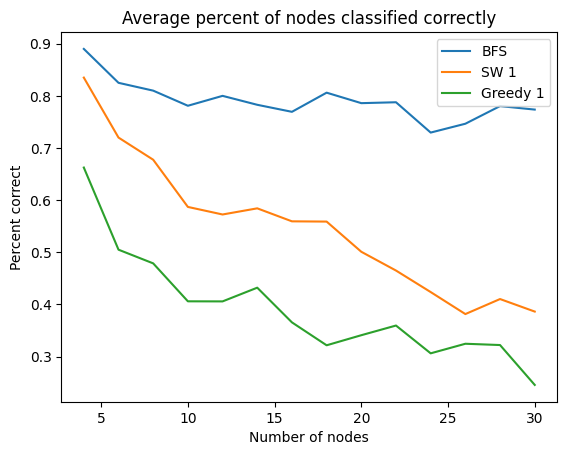 Average percent of nodes classified correctly
BFS
SW 1
Greedy 1
Percent correct
0.9
0.8
0.7
0.6
0.5
0.4
0.3
5 10 15 20 25 30
Number of nodes